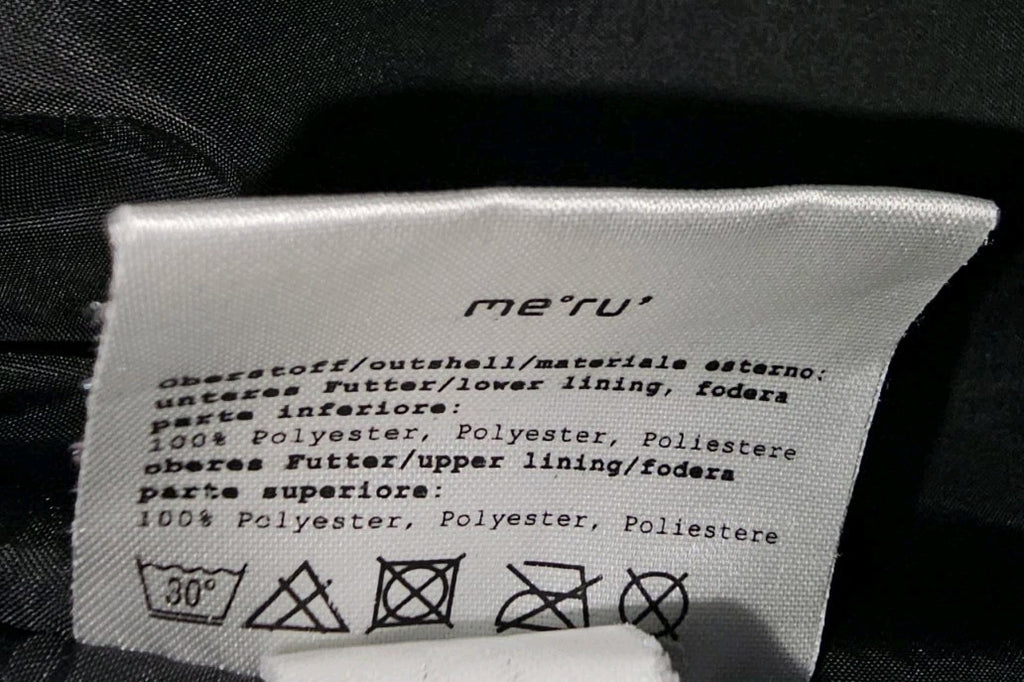 me°ru'
oberstoff/outshell/materiale esterno:
unteres Futter/lower lining, fodera
parte inferiore:
100% Polyester, Polyester, Poliestere
oberes Futter/upper lining/fodera
parte superiore:
100% Polyester, Polyester, Poliestere
30°